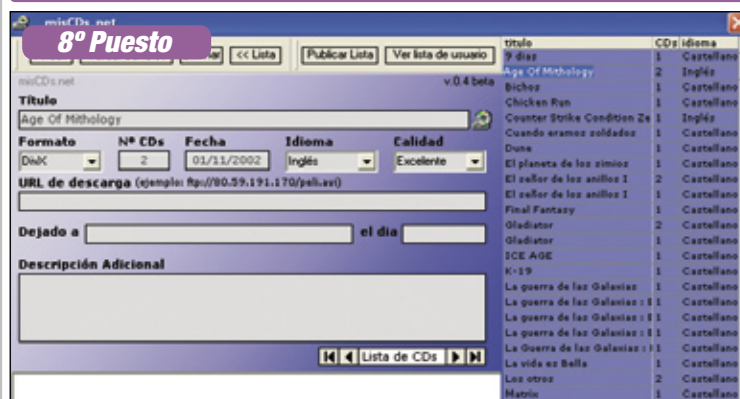 misCDs.net
8º Puesto
<< Lista
Publicar Lista
Ver lista de usuario
misCDs.net
v.0.4 beta
Título
Age Of Mithology
Formato Nº CDs Fecha Idioma Calidad
DivX 2 01/11/2002 Inglés Excelente
URL de descarga (ejemplo: ftp://80.59.191.170/peli.avi)
Dejado a el dia
Descripción Adicional
Lista de CDs
título CDs idioma
9 dias 1 Castellano
Age Of Mithology 2 Inglés
Bichos 1 Castellano
Chicken Run 1 Castellano
Counter Strike Condition Ze 1 Inglés
Cuando eramos soldados 1 Castellano
Dune 1 Castellano
El planeta de los simios 1 Castellano
El señor de los anillos I 2 Castellano
El señor de los anillos I 1 Castellano
Final Fantasy 1 Castellano
Gladiator 2 Castellano
Gladiator 1 Castellano
ICE AGE 1 Castellano
K-19 1 Castellano
La guerra de las Galaxias 1 Castellano
La guerra de las Galaxias : E 1 Castellano
La guerra de las Galaxias : E 1 Castellano
La guerra de las Galaxias : E 1 Castellano
La Guerra de las Galaxias : 1 Castellano
La vida es Bella 1 Castellano
Los otros 2 Castellano
Matrix 1 Castellano